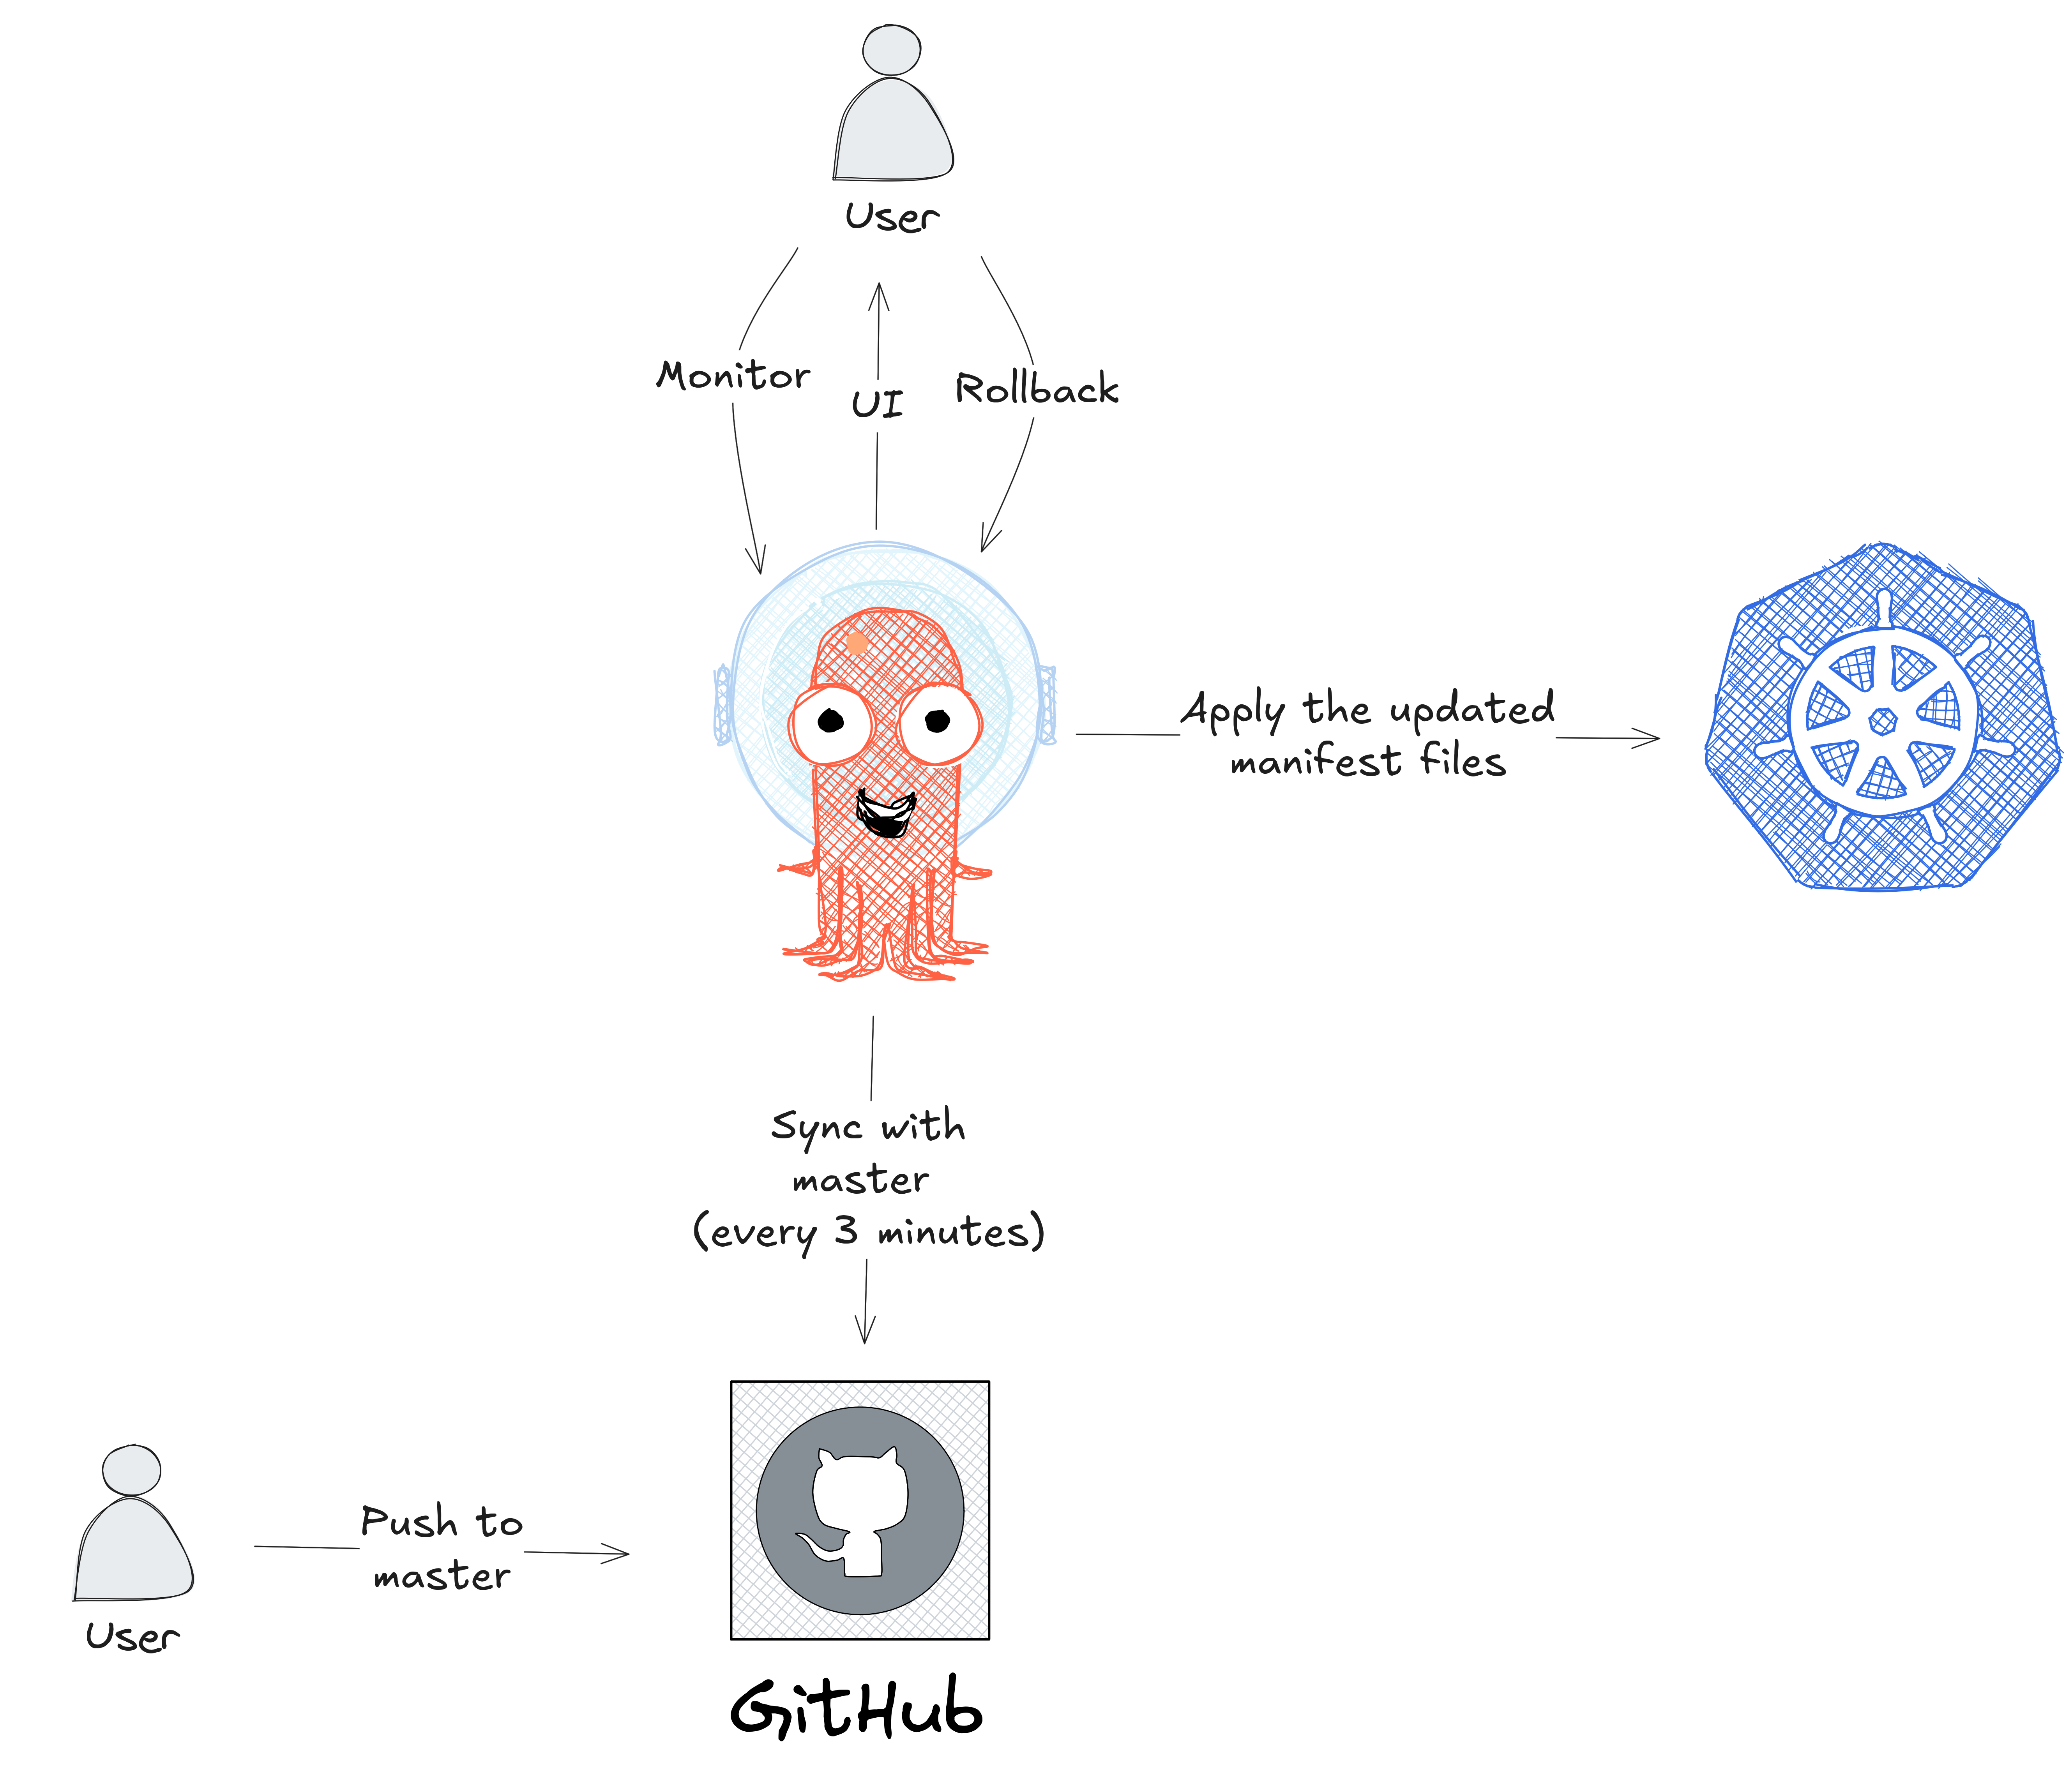 User
Monitor
UI
Rollback
Apply the updated
manifest files
Sync with
master
(every 3 minutes)
Push to
master
User
GitHub